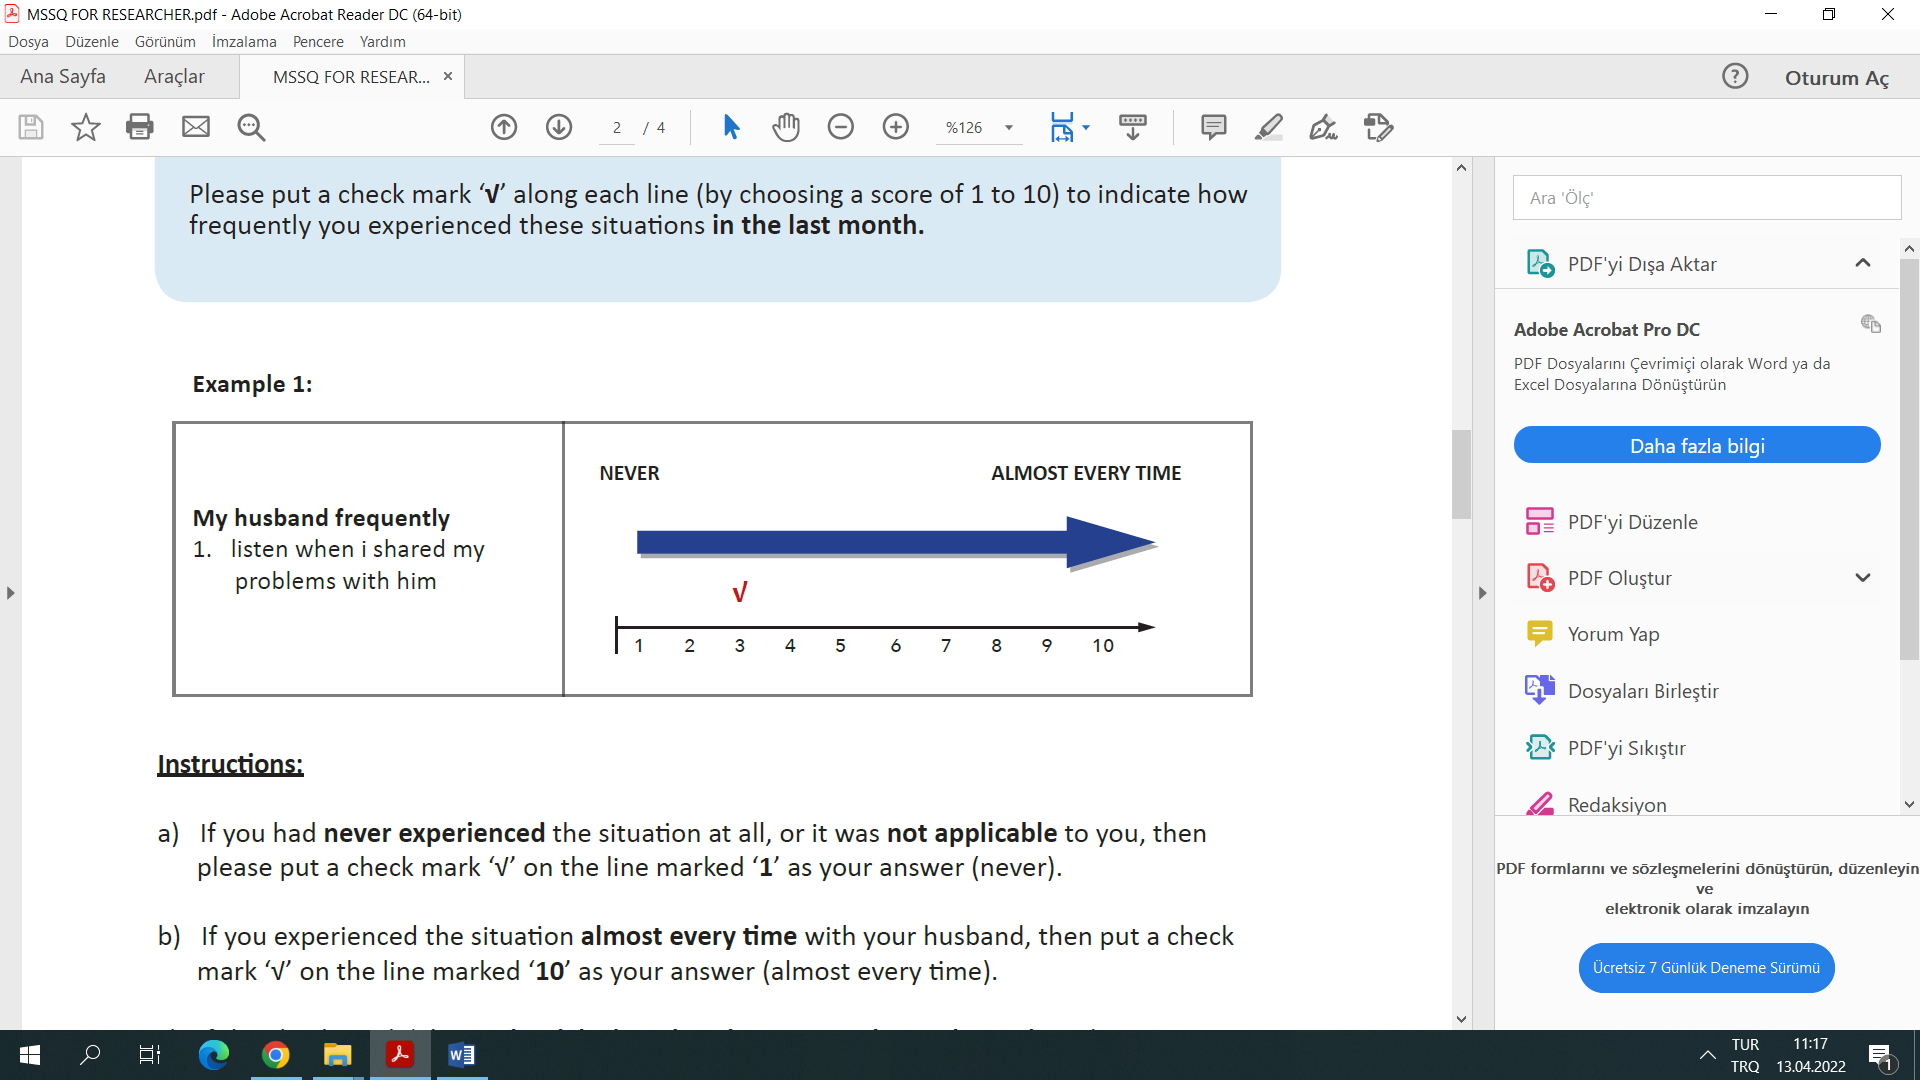 MSSQ FOR RESEARCHER.pdf - Adobe Acrobat Reader DC (64-bit)
Dosya Düzenle Görünüm İmzalama Pencere Yardım
Ana Sayfa Araçlar MSSQ FOR RESEAR... Oturum Aç
2 / 4 %126
Please put a check mark ‘√’ along each line (by choosing a score of 1 to 10) to indicate how
frequently you experienced these situations in the last month.
Example 1:
My husband frequently
1. listen when i shared my
problems with him
NEVER ALMOST EVERY TIME
√
1 2 3 4 5 6 7 8 9 10
Instructions:
a) If you had never experienced the situation at all, or it was not applicable to you, then
please put a check mark ‘√’ on the line marked ‘1’ as your answer (never).
b) If you experienced the situation almost every time with your husband, then put a check
mark ‘√’ on the line marked ‘10’ as your answer (almost every time).
Ara 'Ölç'
PDF'yi Dışa Aktar
Adobe Acrobat Pro DC
PDF Dosyalarını Çevrimiçi olarak Word ya da
Excel Dosyalarına Dönüştürün
Daha fazla bilgi
PDF'yi Düzenle
PDF Oluştur
Yorum Yap
Dosyaları Birleştir
PDF'yi Sıkıştır
Redaksiyon
PDF formlarını ve sözleşmelerini dönüştürün, düzenleyin
ve
elektronik olarak imzalayın
Ücretsiz 7 Günlük Deneme Sürümü
TUR 11:17
TRQ 13.04.2022 1